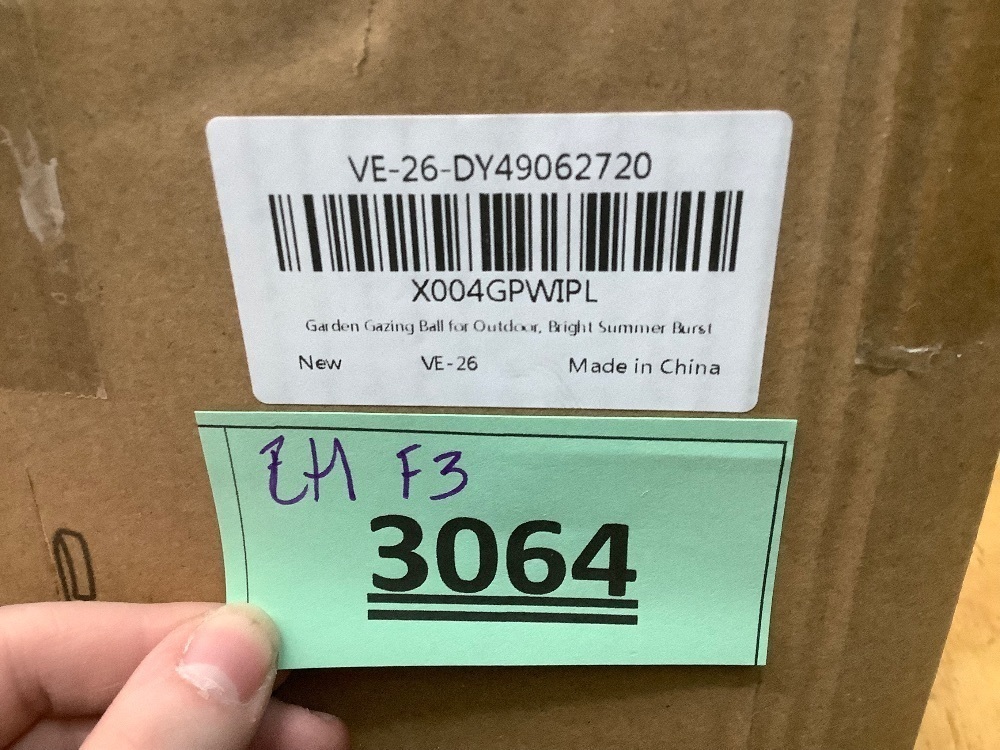 VE-26-DY49062720
X004GPWIPL
Garden Gazing Ball for Outdoor, Bright Summer Burst
New VE-26 Made in China
EH F3
3064